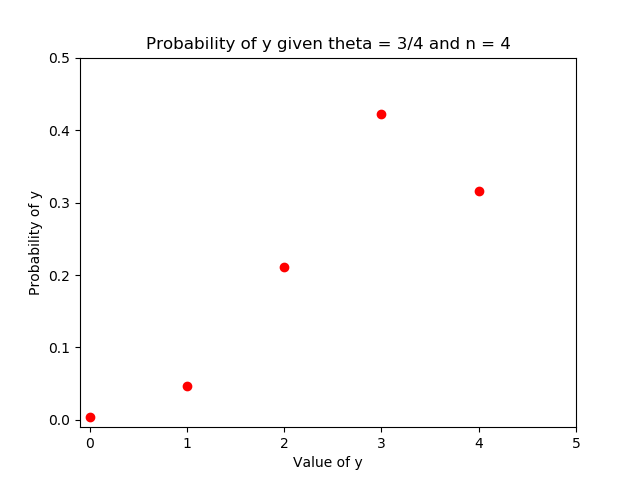 Probability of y given theta = 3/4 and n = 4
0.5
0.4
0.3
0.2
0.1
0.0
Probability of y
0 1 2 3 4 5
Value of y